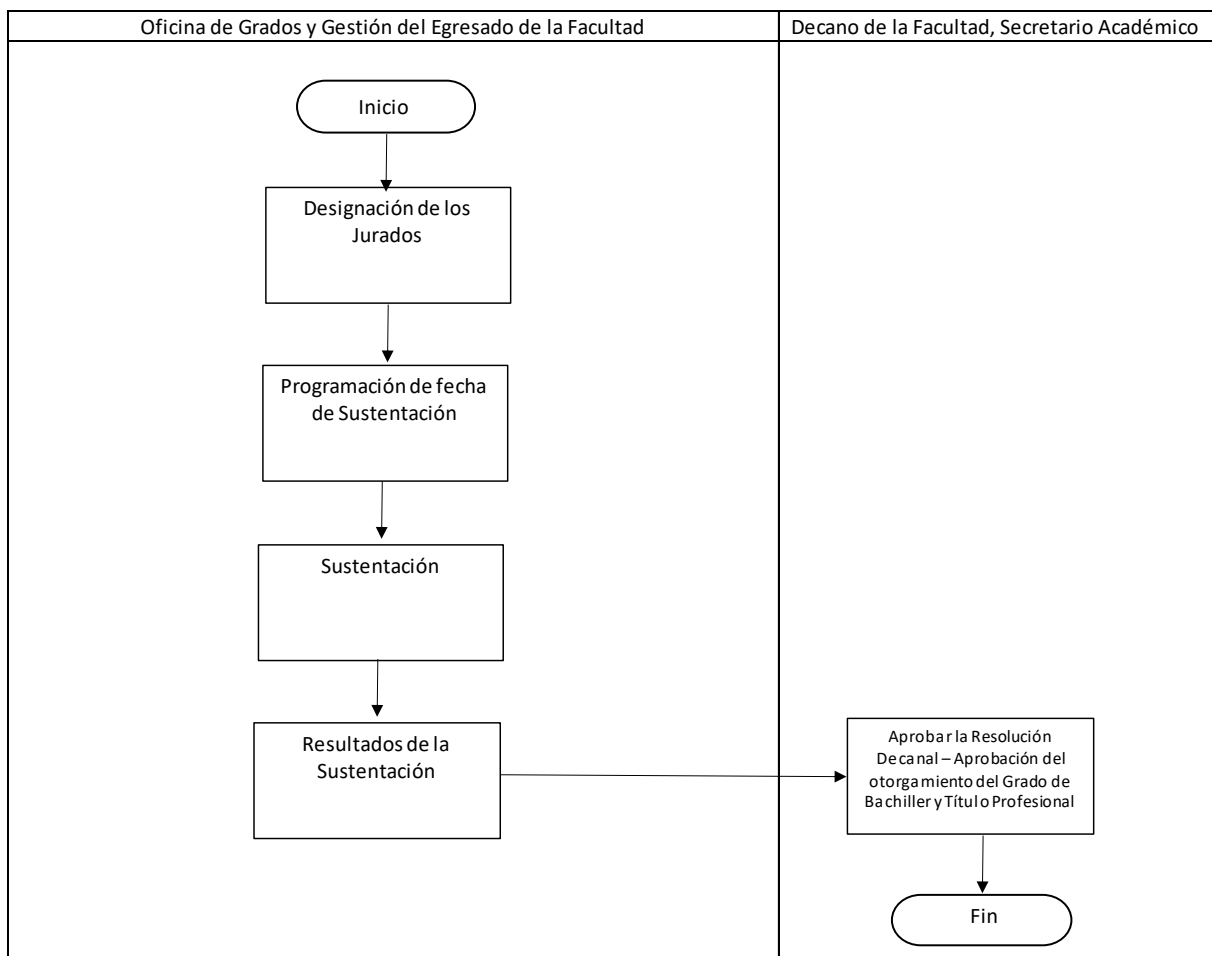 Oficina de Grados y Gestión del Egresado de la Facultad
Decano de la Facultad, Secretario Académico
Inicio
Designación de los
Jurados
Programación de fecha
de Sustentación
Sustentación
Resultados de la
Sustentación
Aprobar la Resolución
Decanal – Aprobación del
otorgamiento del Grado de
Bachiller y Título Profesional
Fin